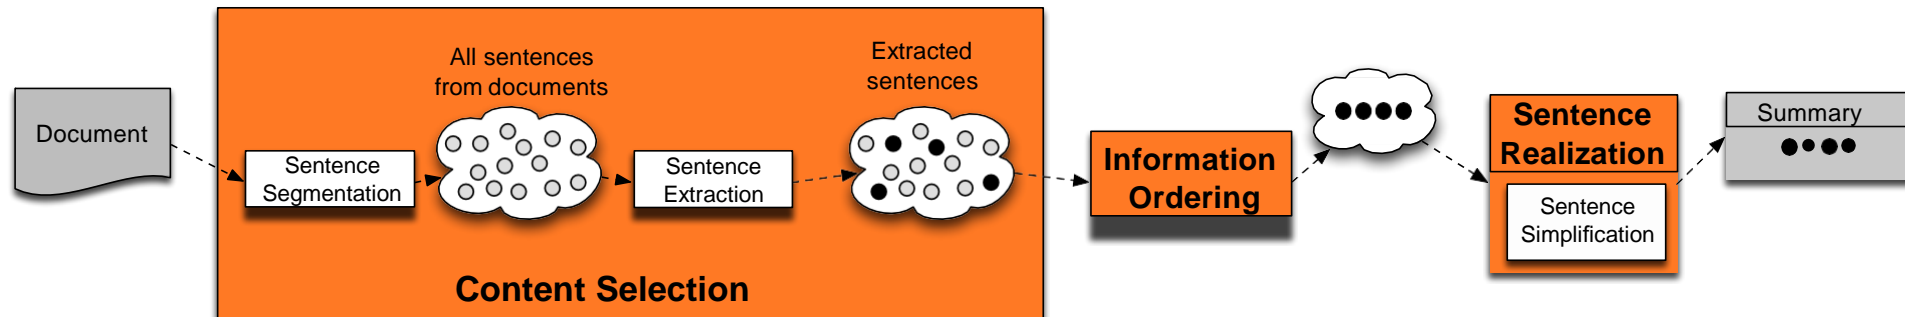 Document
Sentence
Segmentation
All sentences
from documents
Sentence
Extraction
Extracted
sentences
Content Selection
Information
Ordering
Sentence
Realization
Sentence
Simplification
Summary